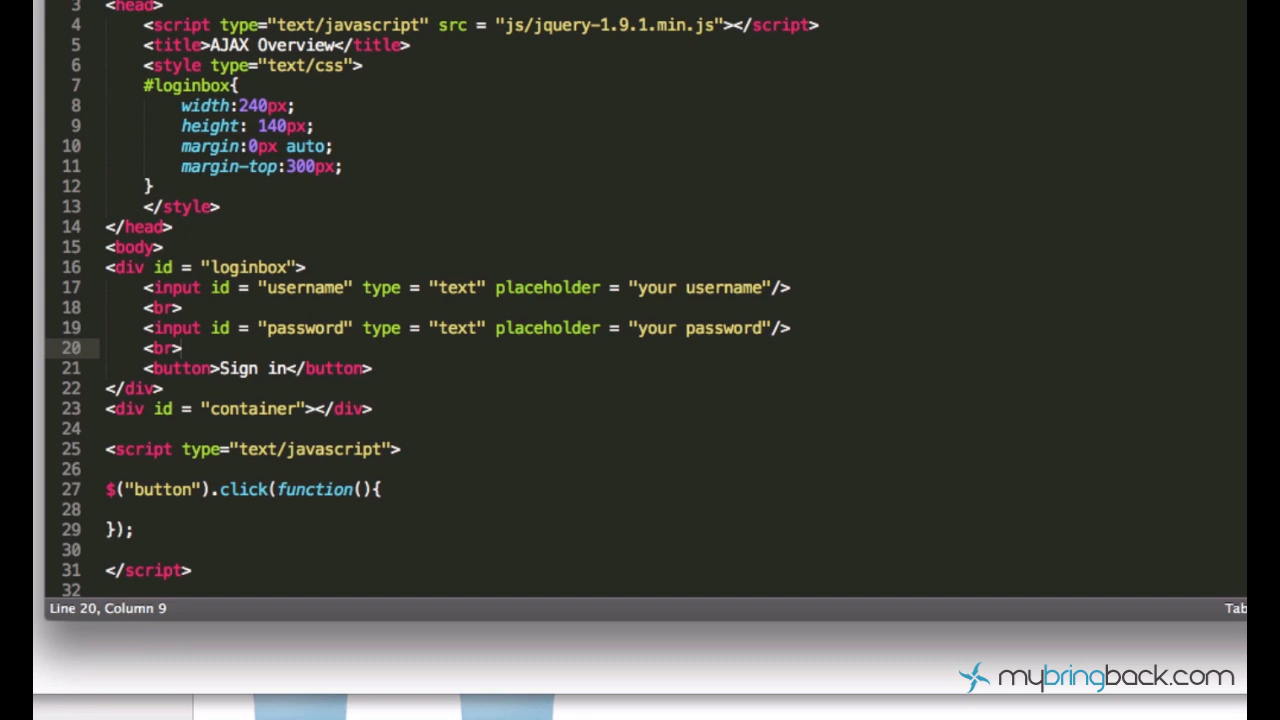 3 <head>
4 <script type="text/javascript" src = "js/jquery-1.9.1.min.js"></script>
5 <title>AJAX Overview</title>
6 <style type="text/css">
7 #loginbox{
8 width:240px;
9 height: 140px;
10 margin:0px auto;
11 margin-top:300px;
12 }
13 </style>
14 </head>
15 <body>
16 <div id = "loginbox">
17 <input id = "username" type = "text" placeholder = "your username"/>
18 <br>
19 <input id = "password" type = "text" placeholder = "your password"/>
20 <br>
21 <button>Sign in</button>
22 </div>
23 <div id = "container"></div>
24
25 <script type="text/javascript">
26
27 $("button").click(function(){
28
29 });
30
31 </script>
32
Line 20, Column 9
Tab
mybringback.com